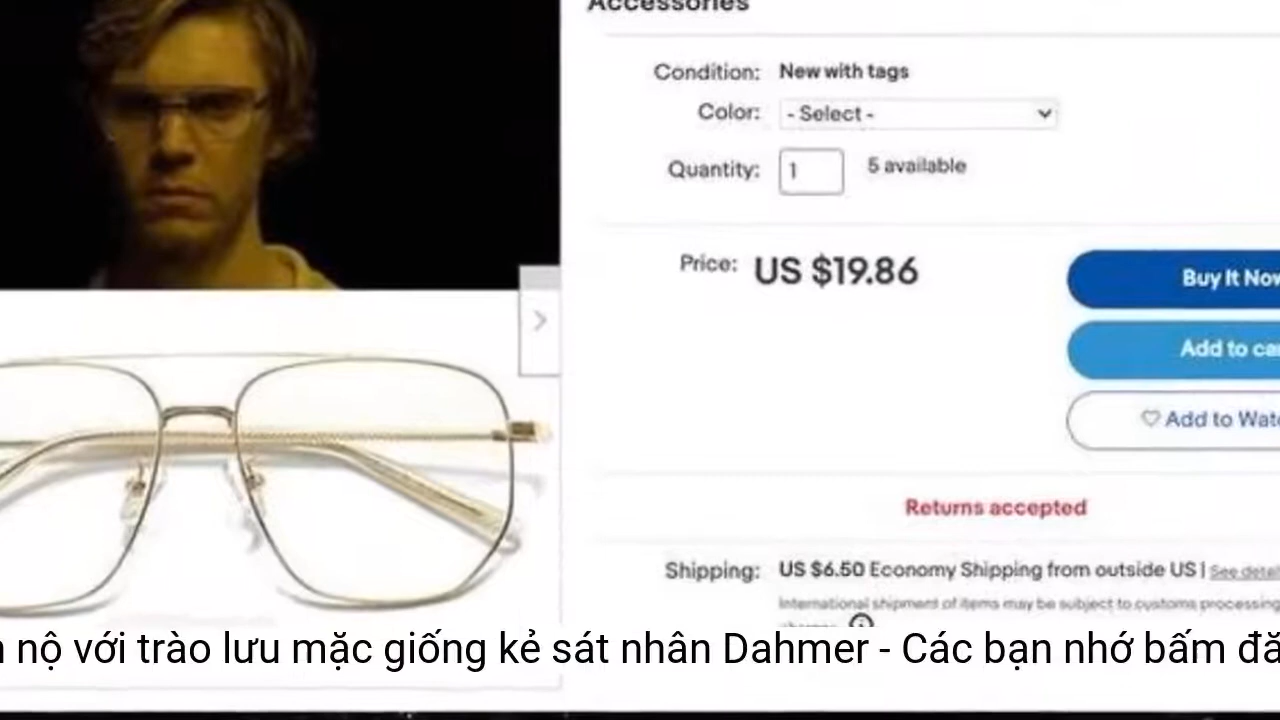 Accessories
Condition: New with tags
Color: - Select -
Quantity: 1 5 available
Price: US $19.86
Buy It Now
Add to
Add to
Returns accepted
Shipping: US $6.50 Economy Shipping from outside US | See
International shipment of items may be subject to customs processing
nộ với trào lưu mặc giống kẻ sát nhân Dahmer - Các bạn nhớ bấm